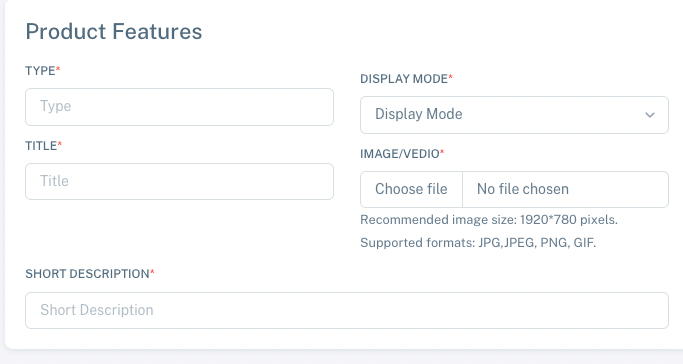 Product Features
TYPE*
Type
DISPLAY MODE*
Display Mode
TITLE*
Title
IMAGE/VEDIO*
Choose file No file chosen
Recommended image size: 1920*780 pixels.
Supported formats: JPG,JPEG, PNG, GIF.
SHORT DESCRIPTION*
Short Description